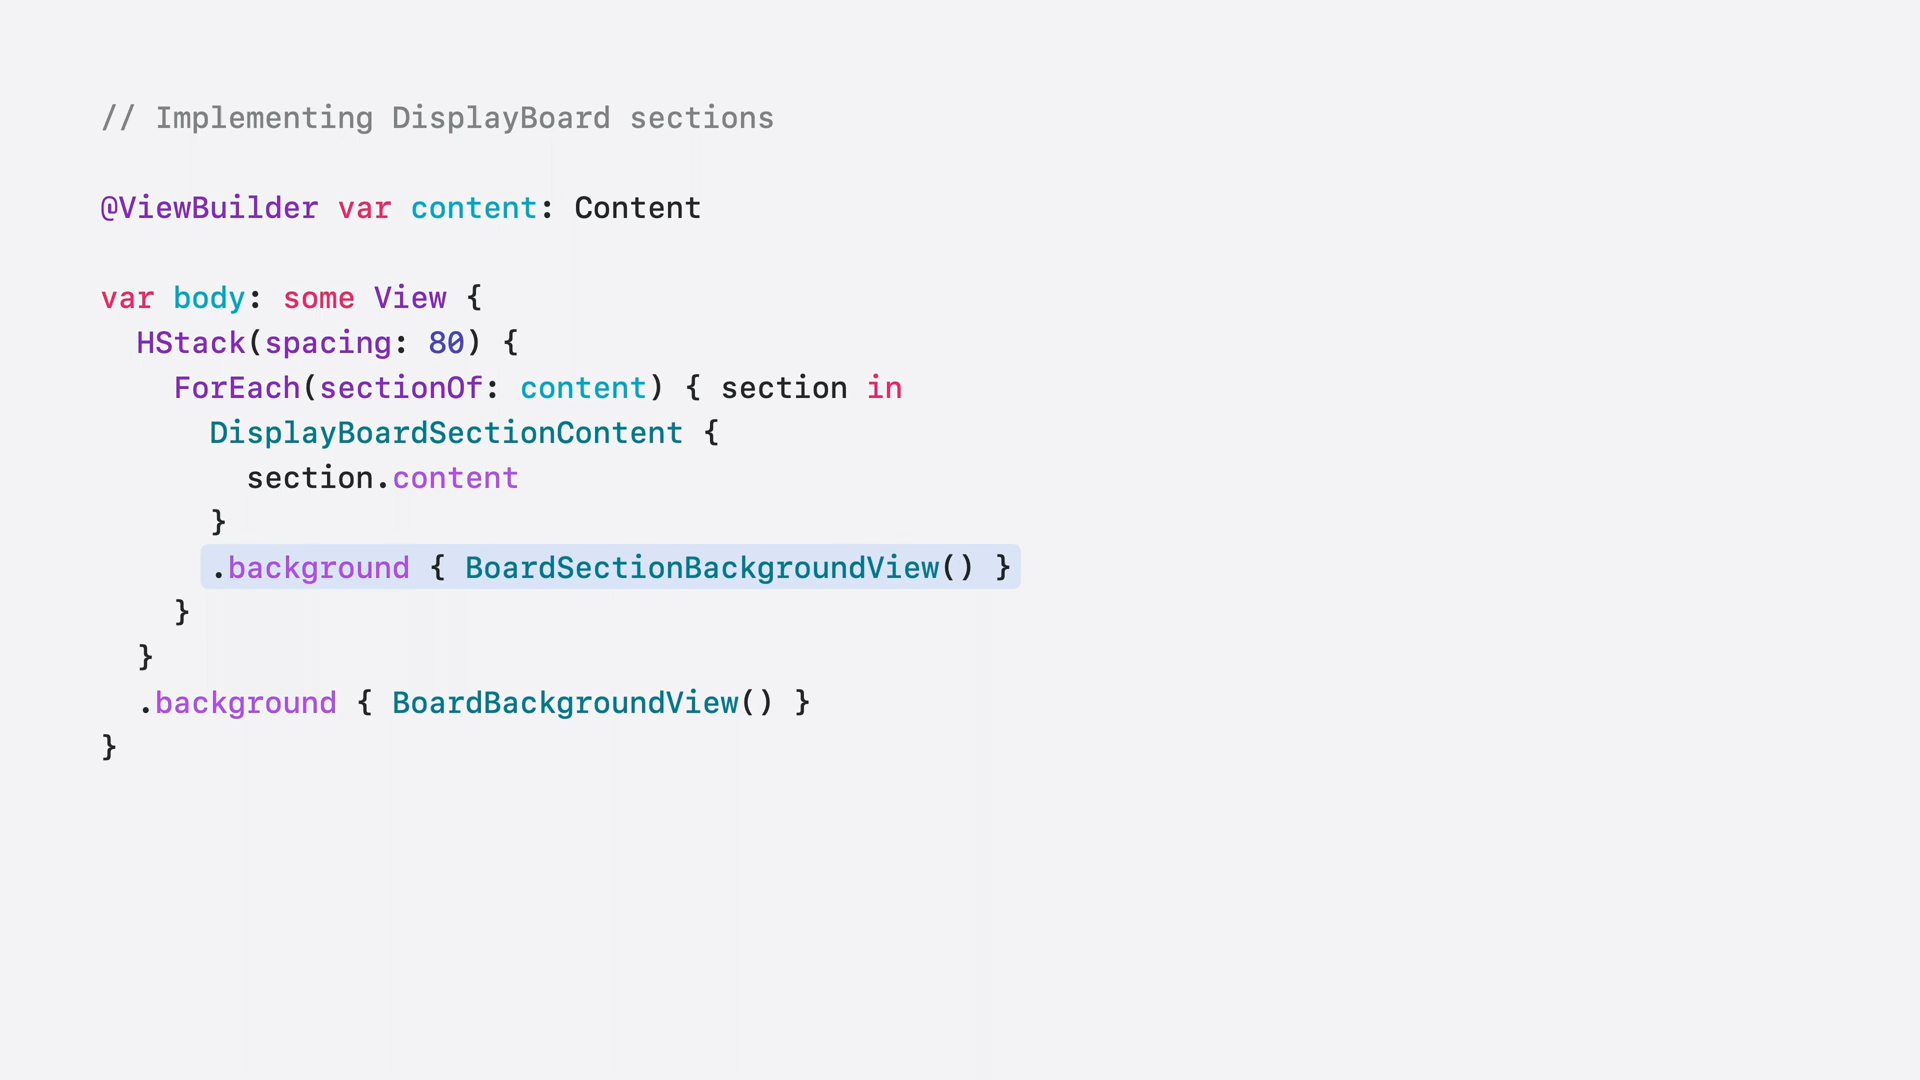 // Implementing DisplayBoard sections
@ViewBuilder var content: Content
var body: some View {
HStack(spacing: 80) {
ForEach(sectionOf: content) { section in
DisplayBoardSectionContent {
section.content
}
.background { BoardSectionBackgroundView() }
}
}
.background { BoardBackgroundView() }
}